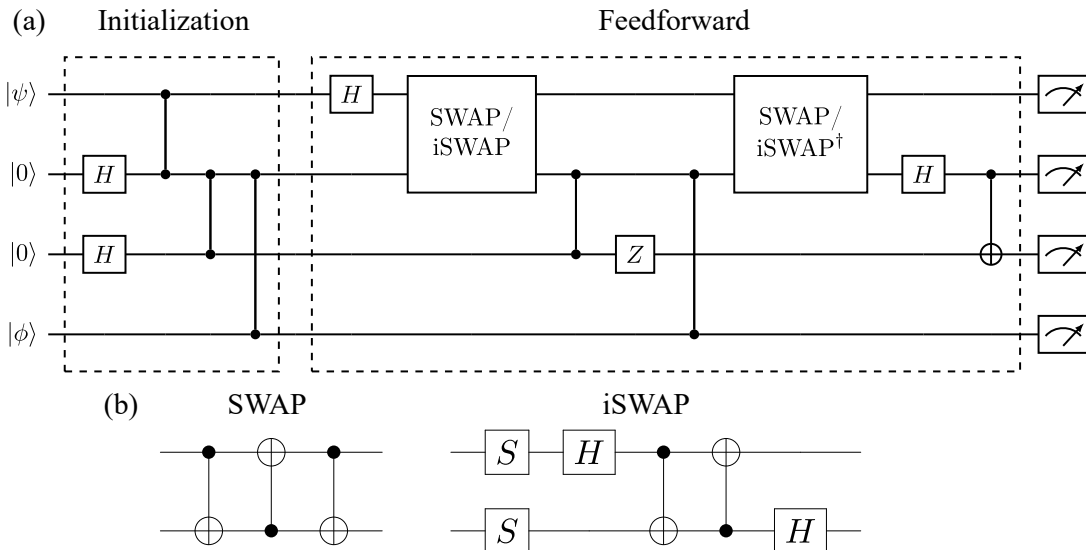 (a) Initialization Feedforward
|ψ⟩ H SWAP/ SWAP/
iSWAP iSWAP†
|0⟩ H H
|0⟩ H Z
|ϕ⟩
(b) SWAP iSWAP
S H
S H